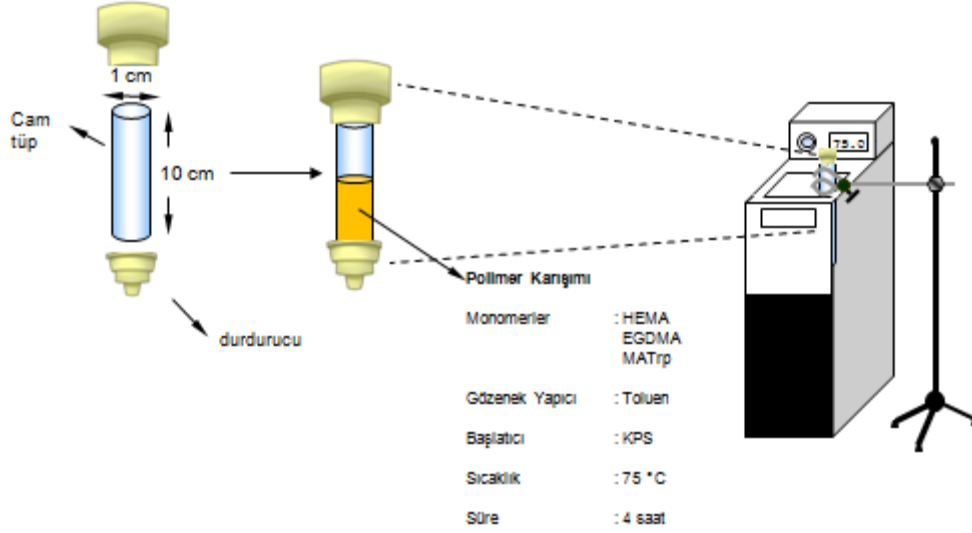 1 cm
Cam
tüp
10 cm
durdurucu
75.0
Polimer Karışımı
Monomerler : HEMA
EGDMA
MATrp
Gözenek Yapıcı : Toluen
Başlatıcı : KPS
Sıcaklık : 75 °C
Süre : 4 saat